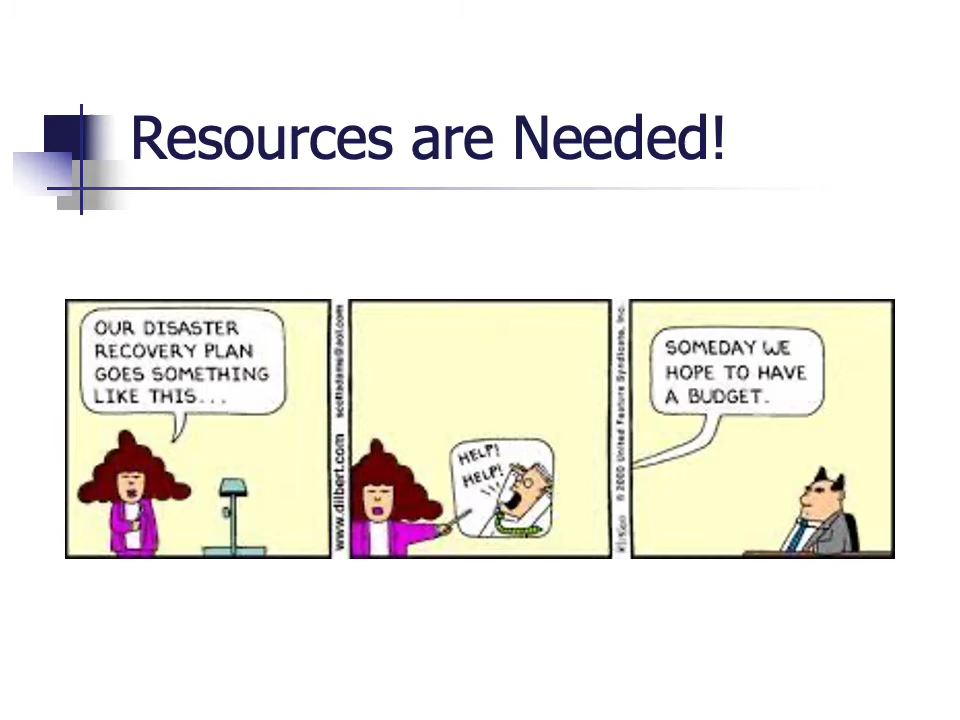 Resources are Needed!
OUR DISASTER
RECOVERY PLAN
GOES SOMETHING
LIKE THIS...
www.dilbert.com scottadams@aol.com
HELP!
HELP!
© 2000 United Feature Syndicate, Inc.
SOMEDAY WE
HOPE TO HAVE
A BUDGET.